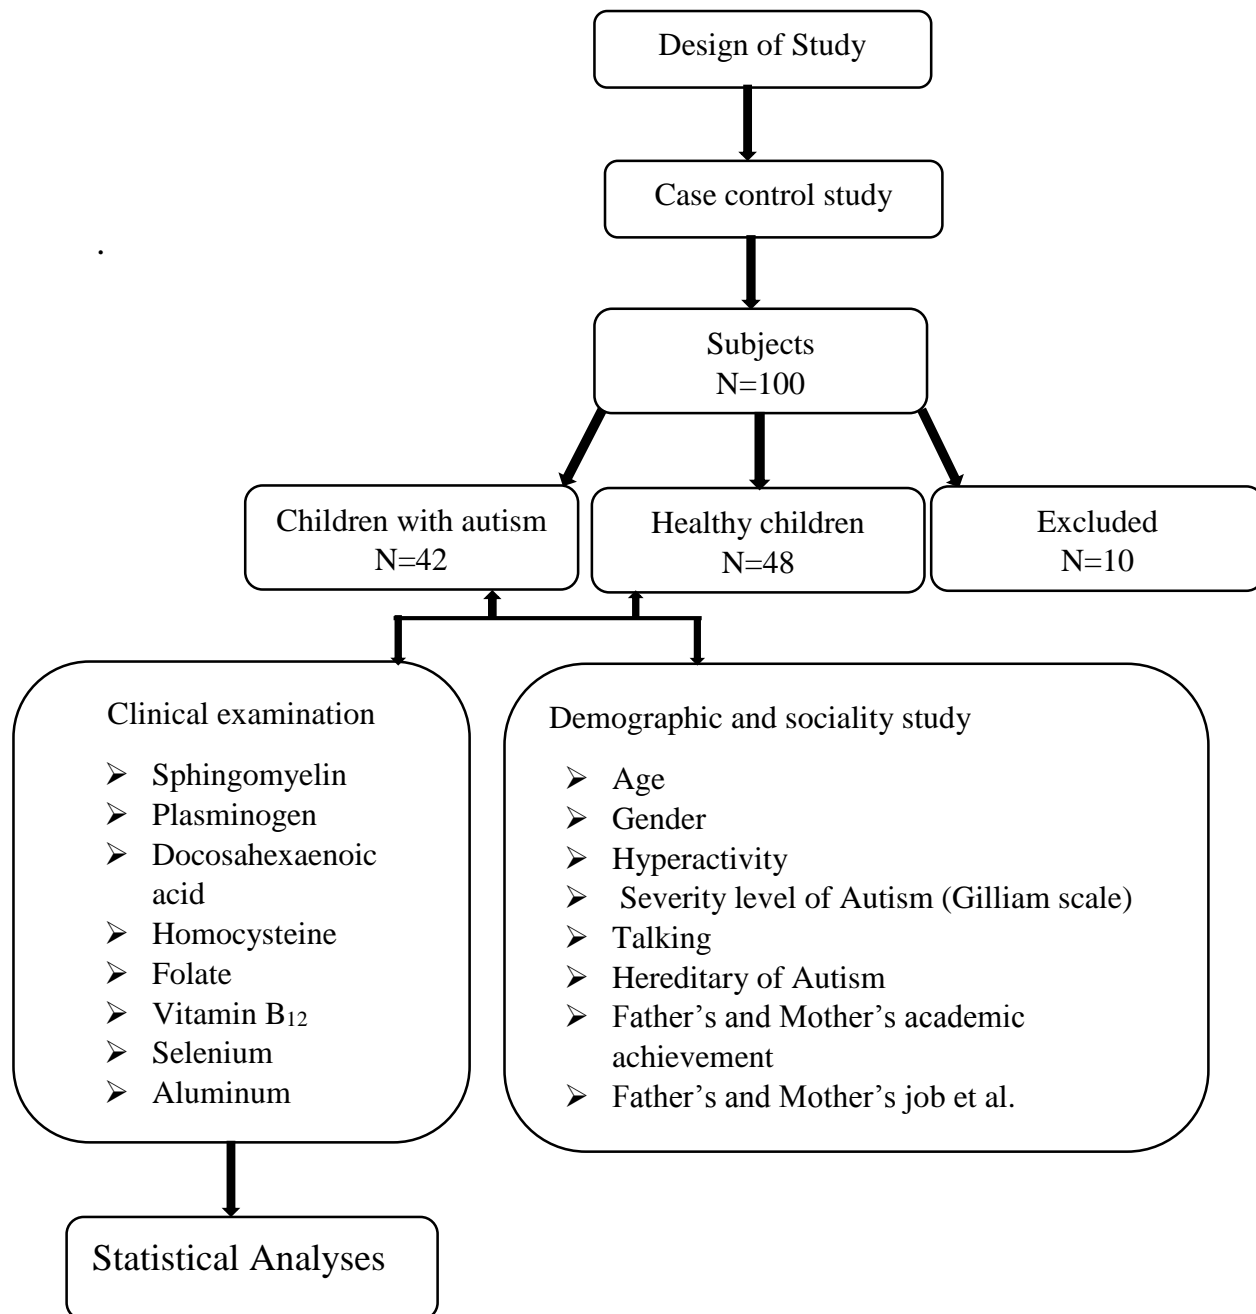 Design of Study
Case control study
.
Subjects
N=100
Children with autism
N=42
Healthy children
N=48
Excluded
N=10
Clinical examination
➢ Sphingomyelin
➢ Plasminogen
➢ Docosahexaenoic
acid
➢ Homocysteine
➢ Folate
➢ Vitamin B₁₂
➢ Selenium
➢ Aluminum
Demographic and sociality study
➢ Age
➢ Gender
➢ Hyperactivity
➢ Severity level of Autism (Gilliam scale)
➢ Talking
➢ Hereditary of Autism
➢ Father’s and Mother’s academic
achievement
➢ Father’s and Mother’s job et al.
Statistical Analyses